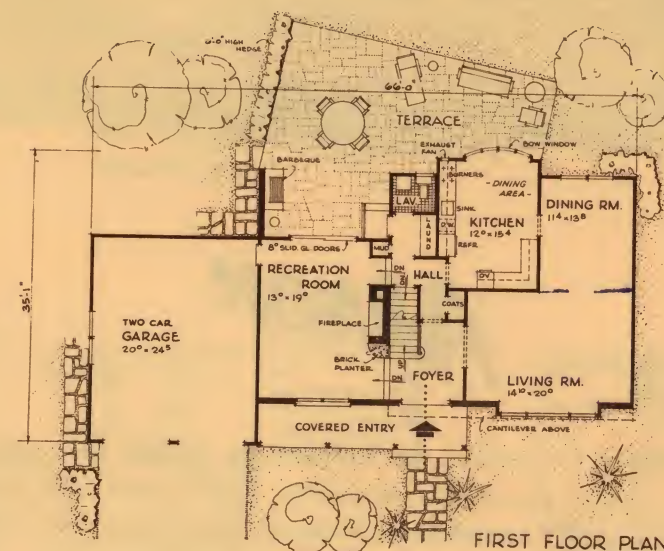 6'-0" HIGH
HEDGE
66'-0"
TERRACE
EXHAUST
FAN
BOW WINDOW
BARBEQUE
BURNERS
-DINING
AREA-
LAV.
SINK
DINING RM.
11⁴ × 13⁸
D.W.
KITCHEN
12⁰ × 15⁴
LAUND
REFR.
8⁰ SLID. GL. DOORS
MUD
RECREATION
ROOM
13⁰ × 19⁰
DN
HALL
DN
OV
COATS
35'-1"
TWO CAR
GARAGE
20⁰ × 24⁵
FIREPLACE
BRICK
PLANTER
UP
DN
FOYER
LIVING RM.
14¹⁰ × 20⁰
COVERED ENTRY
CANTILEVER ABOVE
FIRST FLOOR PLAN